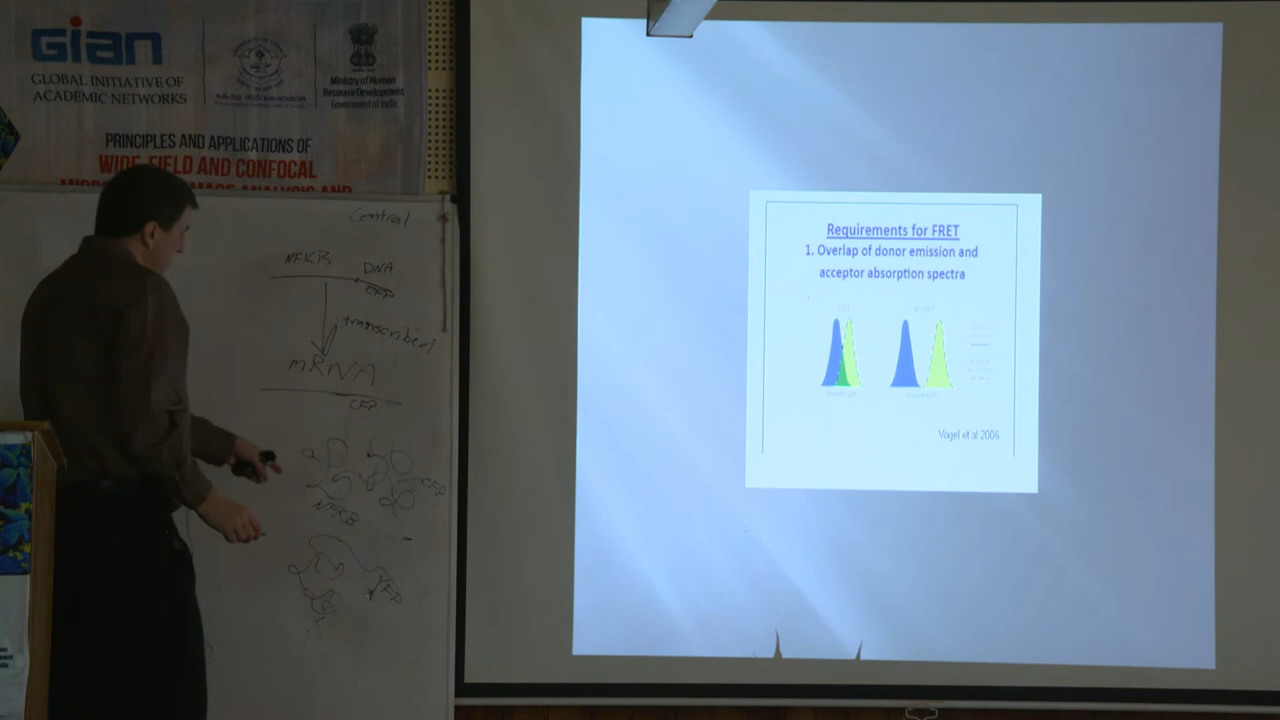 GIAN
GLOBAL INITIATIVE OF
ACADEMIC NETWORKS
Ministry of Human
Resource Development
Government of India
PRINCIPLES AND APPLICATIONS OF
WIDE-FIELD AND CONFOCAL
Central
NFKB DNA
CFP
transcribed
mRNA
CFP
NFKB
YFP
Requirements for FRET
1. Overlap of donor emission and
acceptor absorption spectra
FRET
Vogel et al 2006